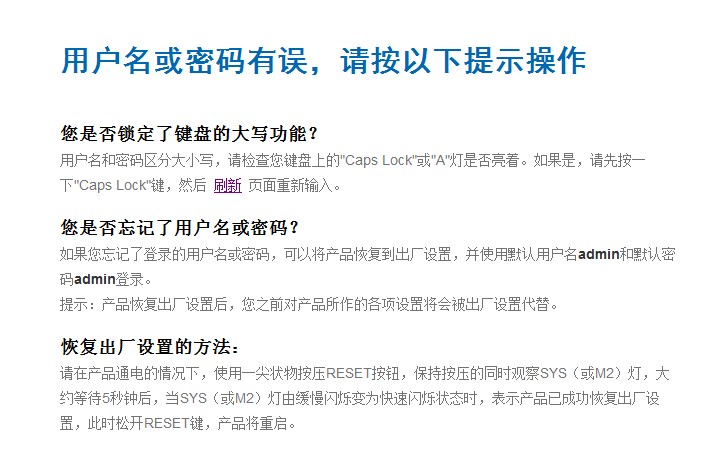 用户名或密码有误，请按以下提示操作
您是否锁定了键盘的大写功能？
用户名和密码区分大小写，请检查您键盘上的"Caps Lock"或"A"灯是否亮着。如果是，请先按一
下"Caps Lock"键，然后 刷新 页面重新输入。
您是否忘记了用户名或密码？
如果您忘记了登录的用户名或密码，可以将产品恢复到出厂设置，并使用默认用户名admin和默认密
码admin登录。
提示：产品恢复出厂设置后，您之前对产品所作的各项设置将会被出厂设置代替。
恢复出厂设置的方法：
请在产品通电的情况下，使用一尖状物按压RESET按钮，保持按压的同时观察SYS（或M2）灯，大
约等待5秒钟后，当SYS（或M2）灯由缓慢闪烁变为快速闪烁状态时，表示产品已成功恢复出厂设
置，此时松开RESET键，产品将重启。